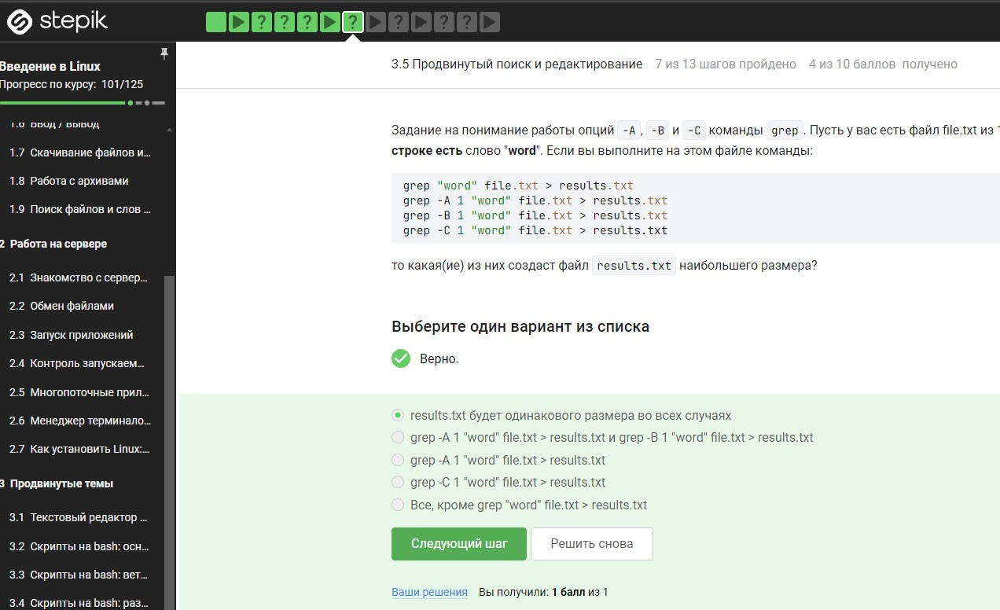 stepik
? ? ? ? ? ? ?
3.5 Продвинутый поиск и редактирование 7 из 13 шагов пройдено 4 из 10 баллов получено
Введение в Linux
Прогресс по курсу: 101/125
1.6 Ввод / вывод
1.7 Скачивание файлов и...
1.8 Работа с архивами
1.9 Поиск файлов и слов ...
2 Работа на сервере
2.1 Знакомство с сервер...
2.2 Обмен файлами
2.3 Запуск приложений
2.4 Контроль запускаем...
2.5 Многопоточные прил...
2.6 Менеджер терминало...
2.7 Как установить Linux:...
3 Продвинутые темы
3.1 Текстовый редактор ...
3.2 Скрипты на bash: осн...
3.3 Скрипты на bash: вет...
3.4 Скрипты на bash: раз...
Задание на понимание работы опций -A, -B и -C команды grep. Пусть у вас есть файл file.txt из
строке есть слово "word". Если вы выполните на этом файле команды:
grep "word" file.txt > results.txt
grep -A 1 "word" file.txt > results.txt
grep -B 1 "word" file.txt > results.txt
grep -C 1 "word" file.txt > results.txt
то какая(ие) из них создаст файл results.txt наибольшего размера?
Выберите один вариант из списка
Верно.
results.txt будет одинакового размера во всех случаях
grep -A 1 "word" file.txt > results.txt и grep -B 1 "word" file.txt > results.txt
grep -A 1 "word" file.txt > results.txt
grep -C 1 "word" file.txt > results.txt
Все, кроме grep "word" file.txt > results.txt
Следующий шаг
Решить снова
Ваши решения Вы получили: 1 балл из 1